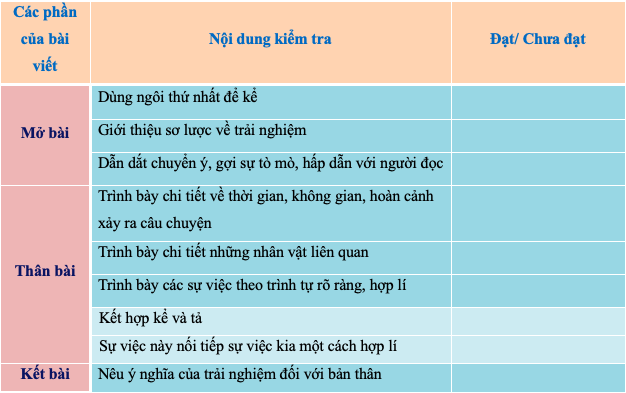 Các phần
của bài
viết
Nội dung kiểm tra
Đạt/ Chưa đạt
Mở bài
Dùng ngôi thứ nhất để kể
Giới thiệu sơ lược về trải nghiệm
Dẫn dắt chuyển ý, gợi sự tò mò, hấp dẫn với người đọc
Thân bài
Trình bày chi tiết về thời gian, không gian, hoàn cảnh
xảy ra câu chuyện
Trình bày chi tiết những nhân vật liên quan
Trình bày các sự việc theo trình tự rõ ràng, hợp lí
Kết hợp kể và tả
Sự việc này nối tiếp sự việc kia một cách hợp lí
Kết bài
Nêu ý nghĩa của trải nghiệm đối với bản thân